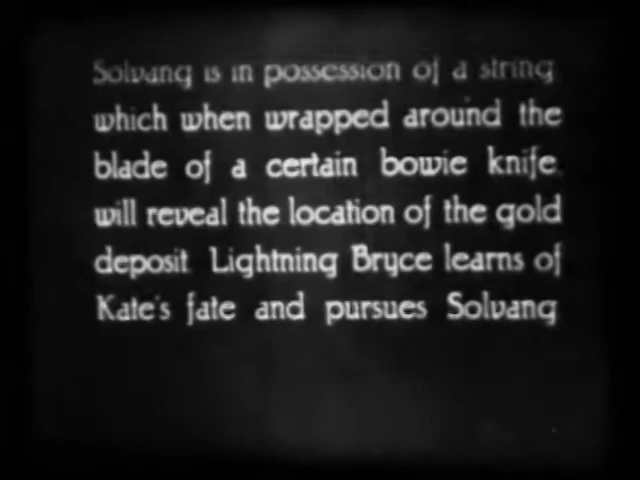 Solvang is in possession of a string
which when wrapped around the
blade of a certain bowie knife,
will reveal the location of the gold
deposit. Lightning Bryce learns of
Kate's fate and pursues Solvang